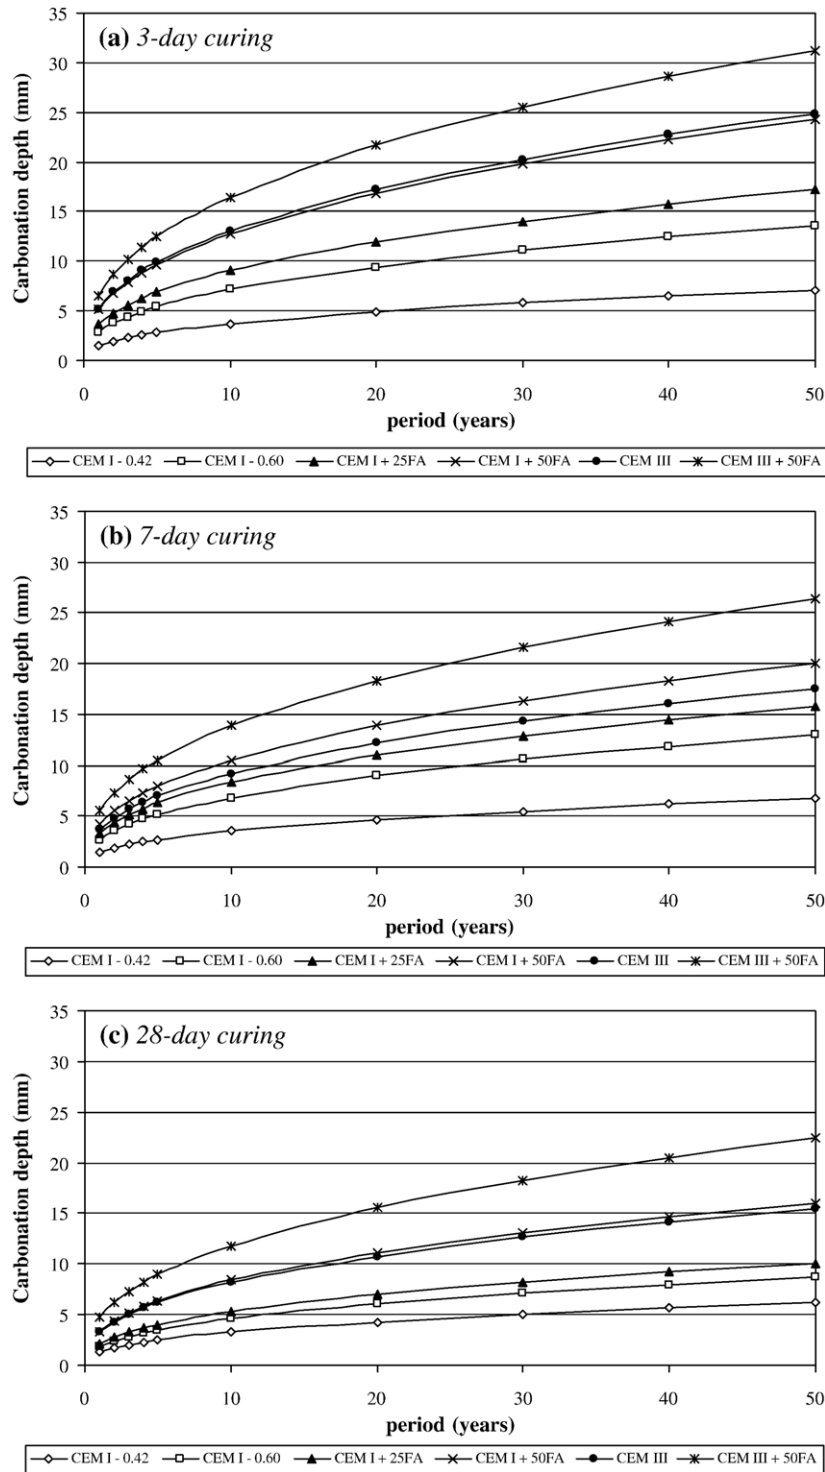 (a) 3-day curing
Carbonation depth (mm)
35
30
25
20
15
10
5
0
0 10 20 30 40 50
period (years)
CEM I - 0.42 CEM I - 0.60 CEM I + 25FA CEM I + 50FA CEM III CEM III + 50FA
(b) 7-day curing
Carbonation depth (mm)
35
30
25
20
15
10
5
0
0 10 20 30 40 50
period (years)
CEM I - 0.42 CEM I - 0.60 CEM I + 25FA CEM I + 50FA CEM III CEM III + 50FA
(c) 28-day curing
Carbonation depth (mm)
35
30
25
20
15
10
5
0
0 10 20 30 40 50
period (years)
CEM I - 0.42 CEM I - 0.60 CEM I + 25FA CEM I + 50FA CEM III CEM III + 50FA